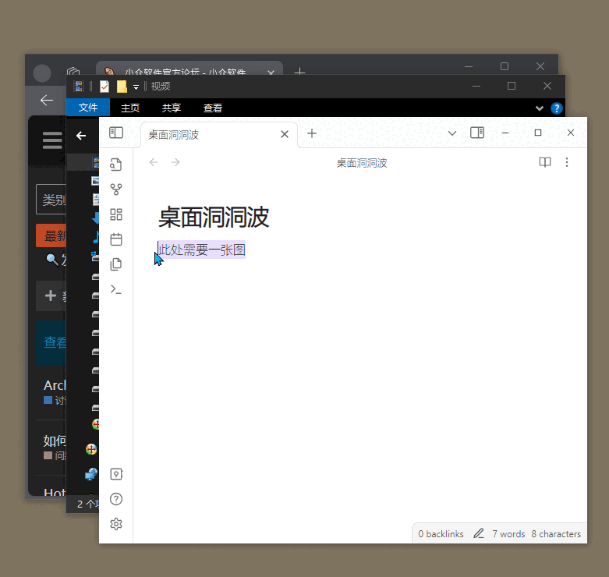 小众软件官方论坛 - 小众软件
视频
文件 主页 共享 查看
桌面洞洞波
桌面洞洞波
类别
最新
桌面洞洞波
此处需要一张图
查看
Arch
讨
如何
问
Hot
2 个
0 backlinks 7 words 8 characters